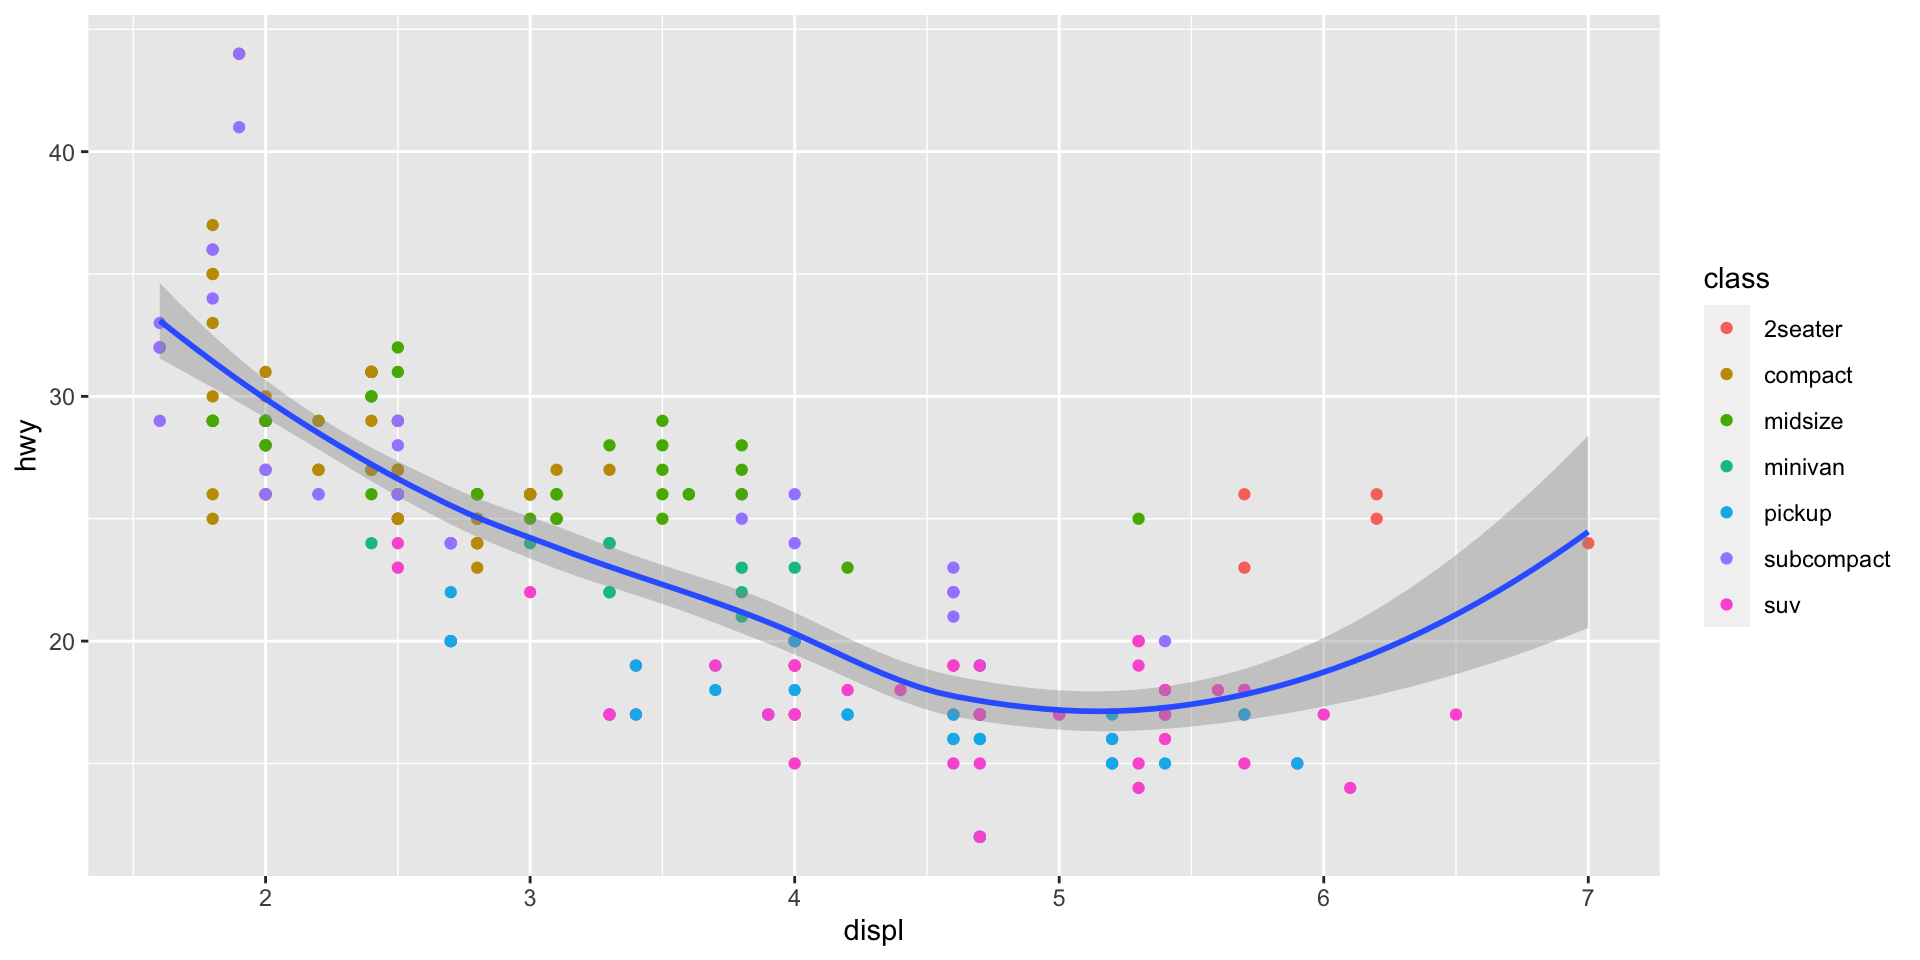 hwy
40
30
20
2 3 4 5 6 7
displ
class
2seater
compact
midsize
minivan
pickup
subcompact
suv